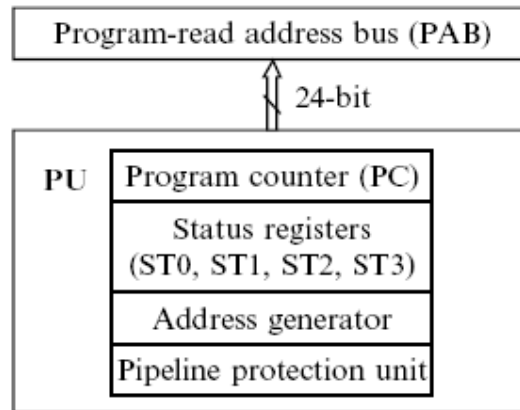 Program-read address bus (PAB)
24-bit
PU
Program counter (PC)
Status registers
(ST0, ST1, ST2, ST3)
Address generator
Pipeline protection unit